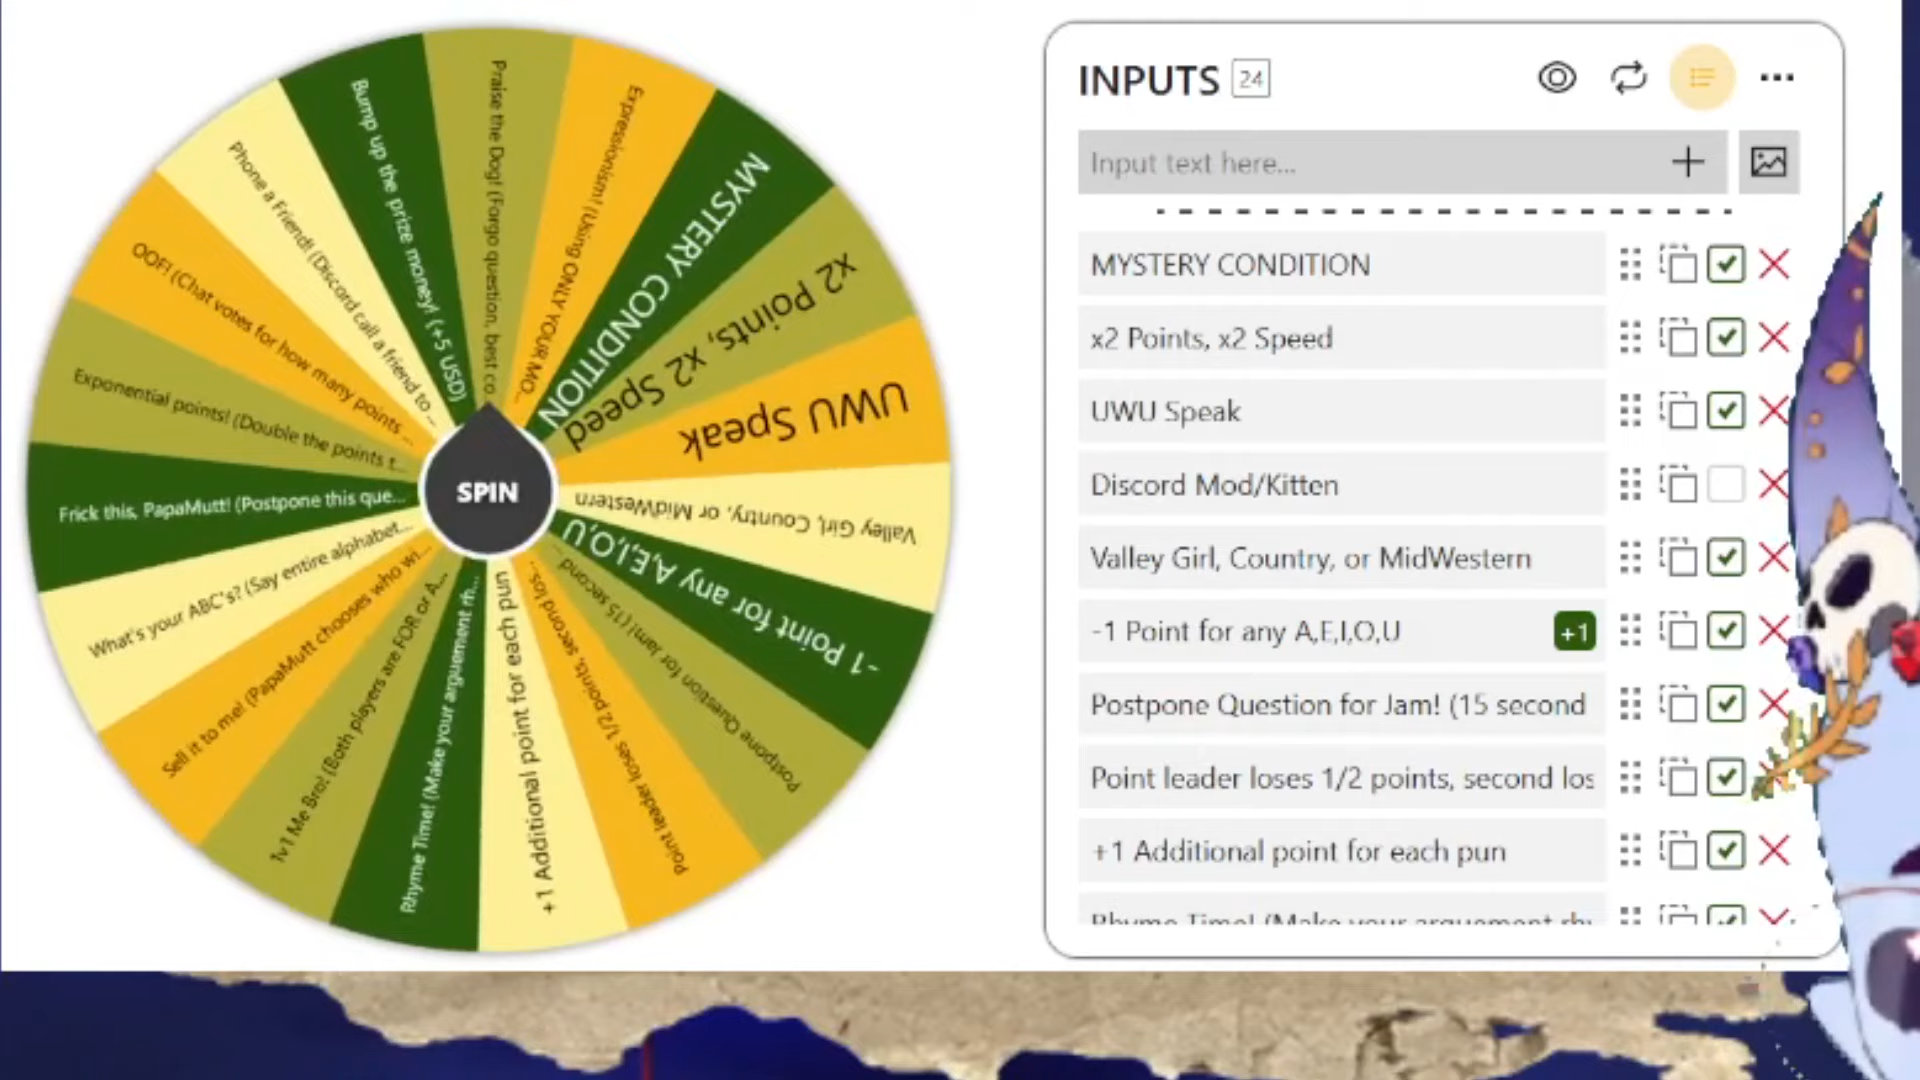 Praise the Dog! (Forgo question, best co...
Expressionism! (Using ONLY YOUR MO...
MYSTERY CONDITION
x2 Points, x2 Speed
UWU Speak
Valley Girl, Country, or MidWestern
-1 Point for any A,E,I,O,U
Postpone Question for Jam! (15 second...
Point leader loses 1/2 points, second los...
+1 Additional point for each pun
Rhyme Time! (Make your arguement rh...
1v1 Me Bro! (Both players are FOR or A...
Sell it to me! (PapaMutt chooses who wi...
What's your ABC's? (Say entire alphabet...
Frick this, PapaMutt! (Postpone this que...
Exponential points! (Double the points t...
OOF! (Chat votes for how many points ...
Phone a Friend! (Discord call a friend to ...
Bump up the prize money! (+5 USD)
SPIN
INPUTS 24
Input text here...
MYSTERY CONDITION
x2 Points, x2 Speed
UWU Speak
Discord Mod/Kitten
Valley Girl, Country, or MidWestern
-1 Point for any A,E,I,O,U +1
Postpone Question for Jam! (15 second
Point leader loses 1/2 points, second los
+1 Additional point for each pun
Rhyme Time! (Make your arguement rh